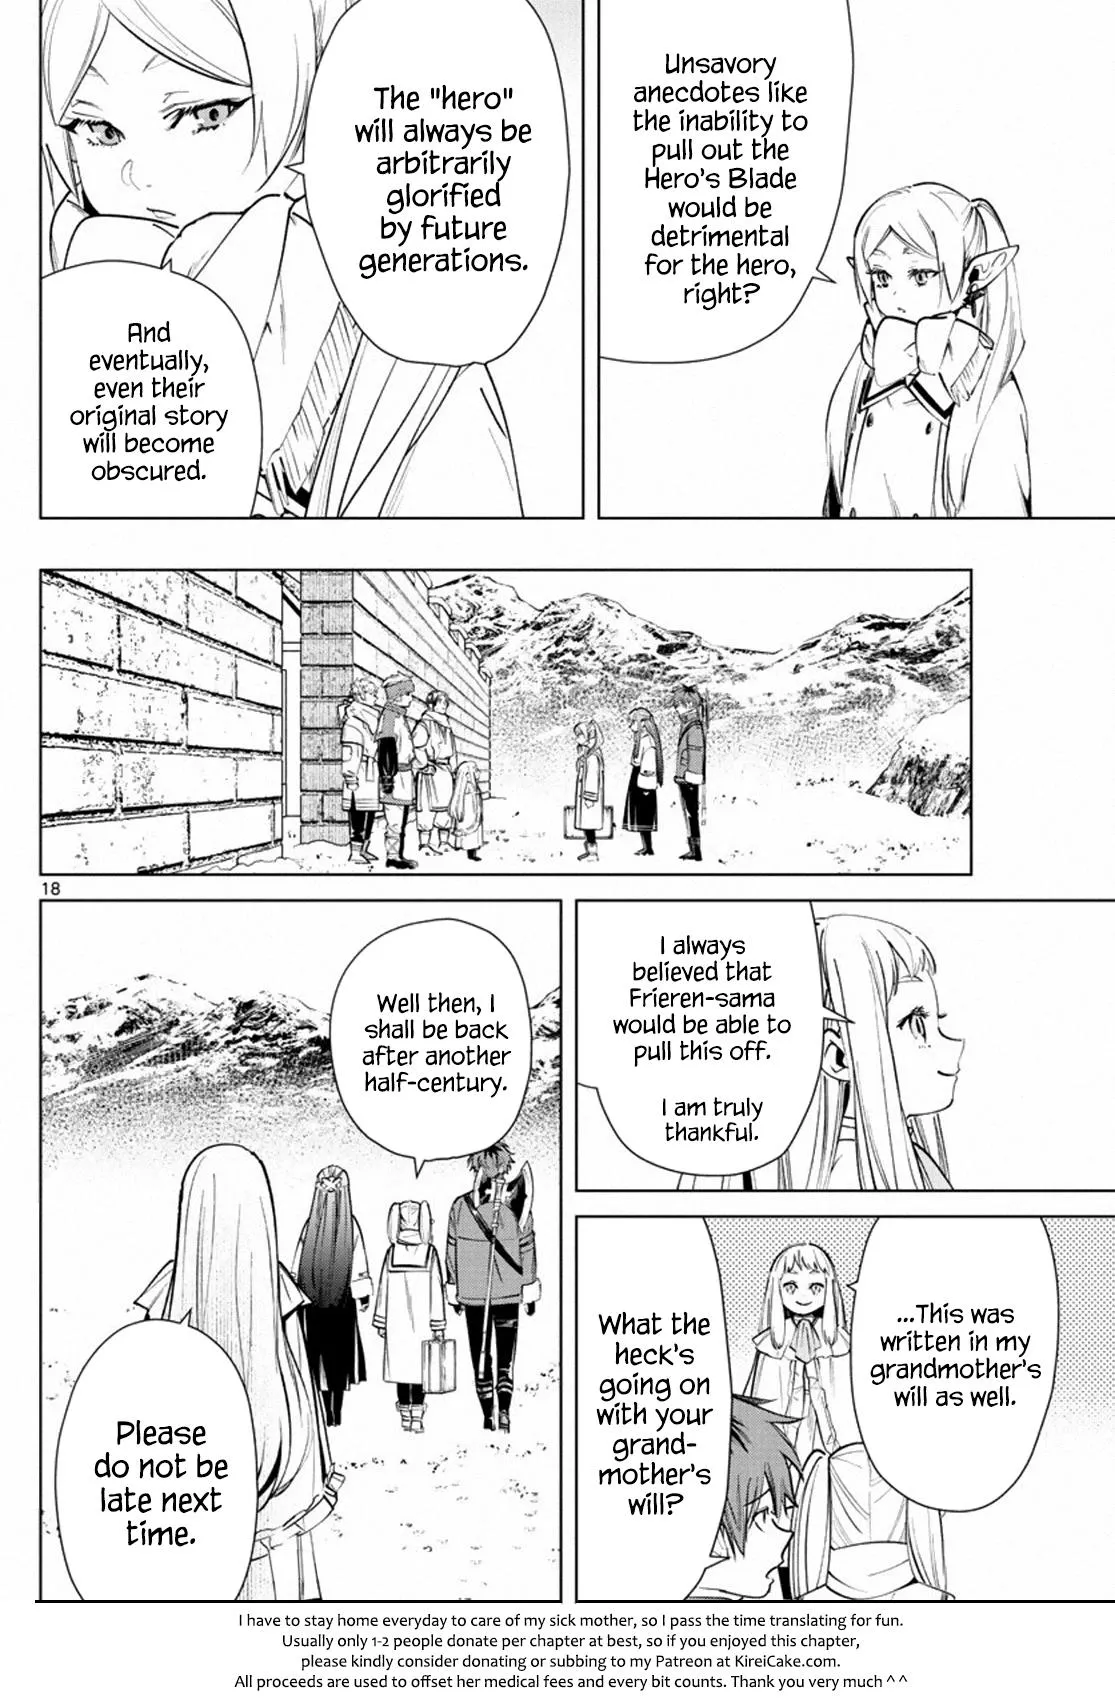 Unsavory
anecdotes like
the inability to
pull out the
Hero's Blade
would be
detrimental
for the hero,
right?
The "hero"
will always be
arbitrarily
glorified
by future
generations.
And
eventually,
even their
original story
will become
obscured.
18
I always
believed that
Frieren-sama
would be able to
pull this off.
I am truly
thankful.
...This was
written in my
grandmother's
will as well.
What the
heck's
going on
with your
grand-
mother's
will?
Well then, I
shall be back
after another
half-century.
Please
do not be
late next
time.
I have to stay home everyday to care of my sick mother, so I pass the time translating for fun.
Usually only 1-2 people donate per chapter at best, so if you enjoyed this chapter,
please kindly consider donating or subbing to my Patreon at KireiCake.com.
All proceeds are used to offset her medical fees and every bit counts. Thank you very much ^ ^